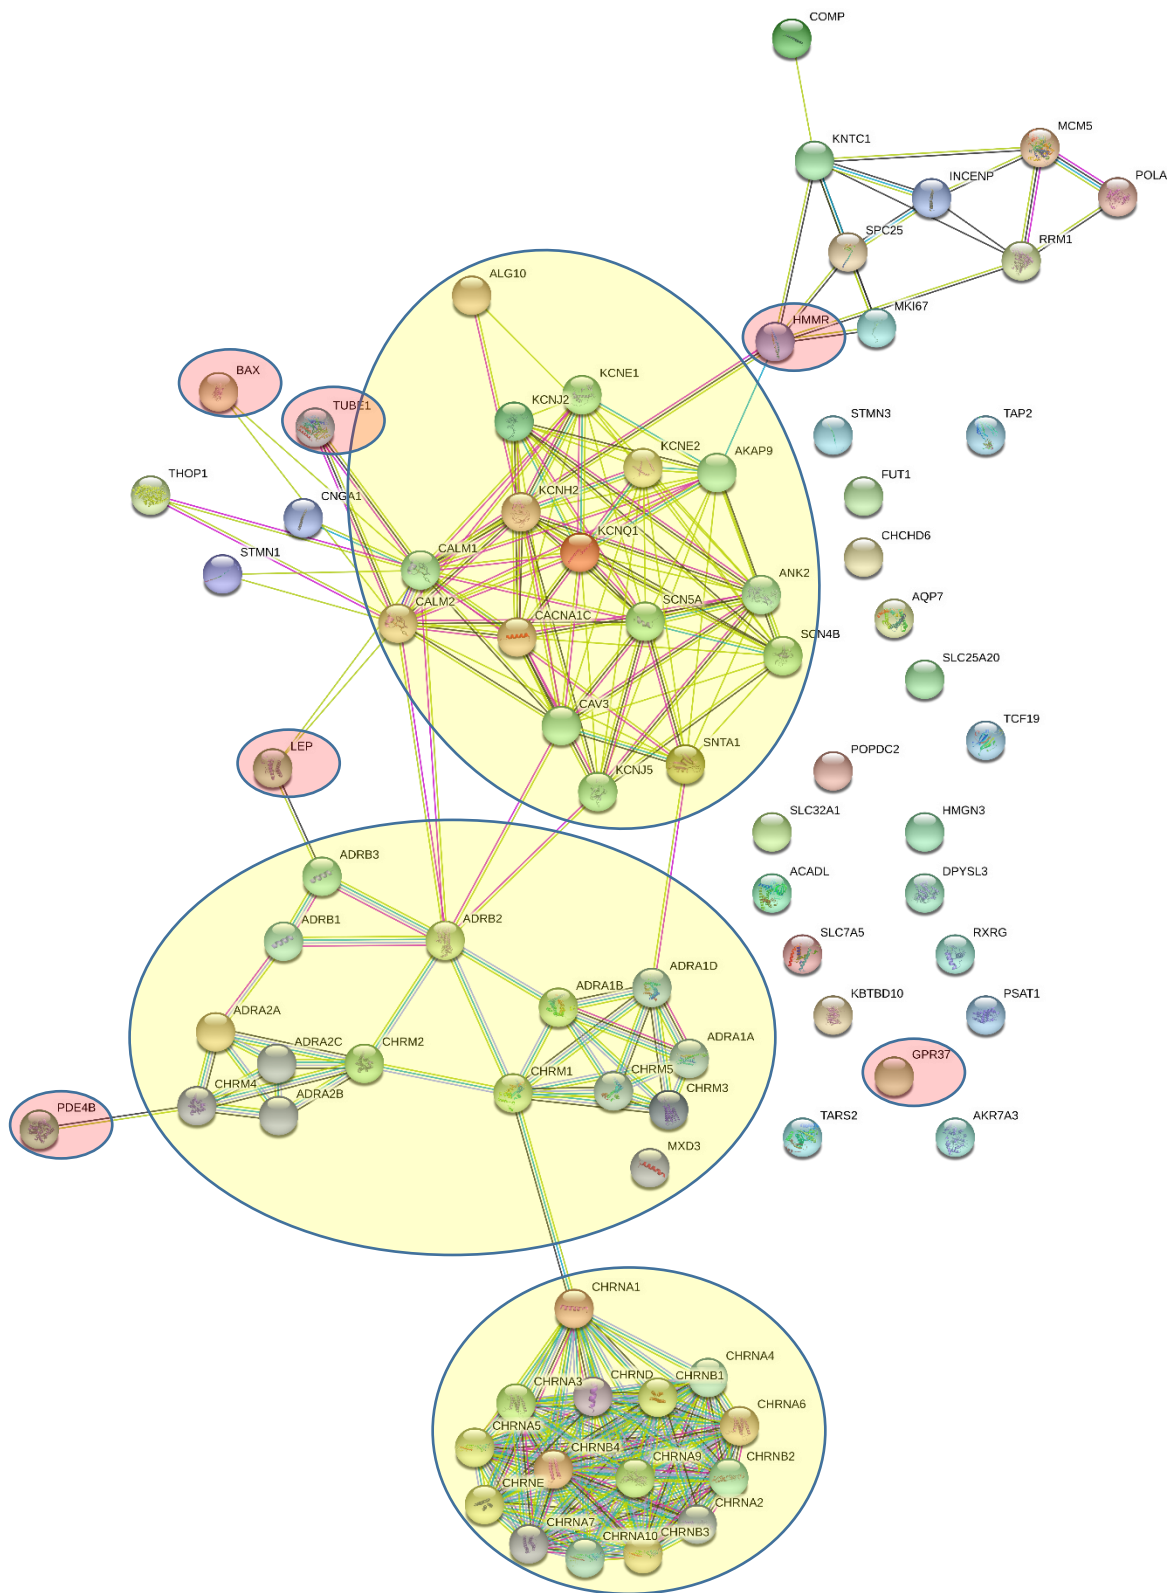 COMP
MCM5
KNTC1
POLA
INCENP
SPC25
RRM1
ALG10
MKI67
HMMR
BAX
KCNE1
TUBE1
KCNJ2
STMN3
TAP2
KCNE2
AKAP9
THOP1
FUT1
CNGA1
KCNH2
CHCHD6
KCNQ1
STMN1
CALM1
ANK2
AQP7
CALM2
SCN5A
CACNA1C
SCN4B
SLC25A20
CAV3
TCF19
LEP
SNTA1
POPDC2
KCNJ5
SLC32A1
HMGN3
ADRB3
ACADL
DPYSL3
ADRB1
ADRB2
SLC7A5
RXRG
ADRA1D
ADRA1B
KBTBD10
PSAT1
ADRA2A
ADRA1A
ADRA2C
CHRM2
GPR37
CHRM4
CHRM1
CHRM5
CHRM3
ADRA2B
PDE4B
TARS2
AKR7A3
MXD3
CHRNA1
CHRNA4
CHRNA3
CHRND
CHRNB1
CHRNA6
CHRNA5
CHRNB4
CHRNA9
CHRNB2
CHRNE
CHRNA2
CHRNA7
CHRNA10
CHRNB3